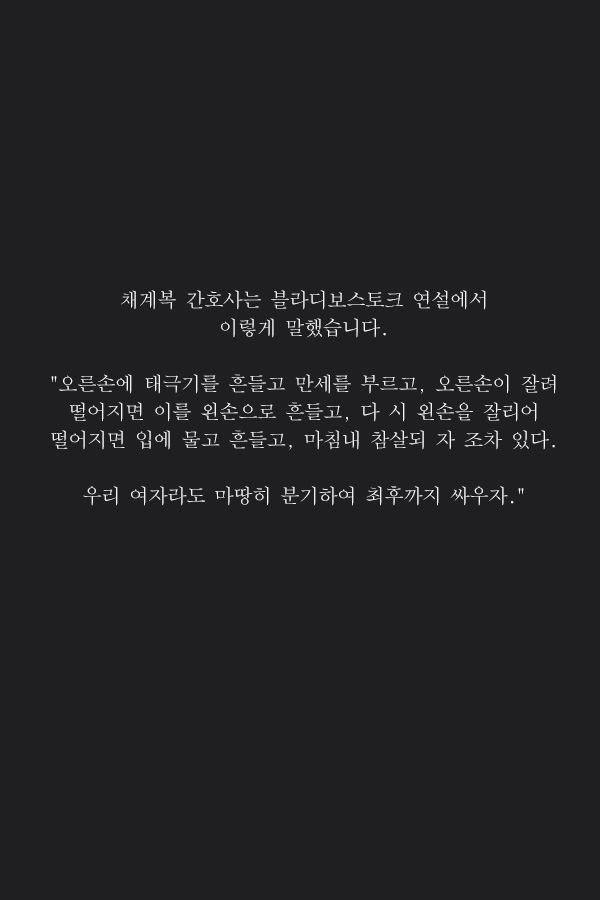 채계복 간호사는 블라디보스토크 연설에서
이렇게 말했습니다.
"오른손에 태극기를 흔들고 만세를 부르고, 오른손이 잘려
떨어지면 이를 왼손으로 흔들고, 다 시 왼손을 잘리어
떨어지면 입에 물고 흔들고, 마침내 참살되 자 조차 있다.
우리 여자라도 마땅히 분기하여 최후까지 싸우자."